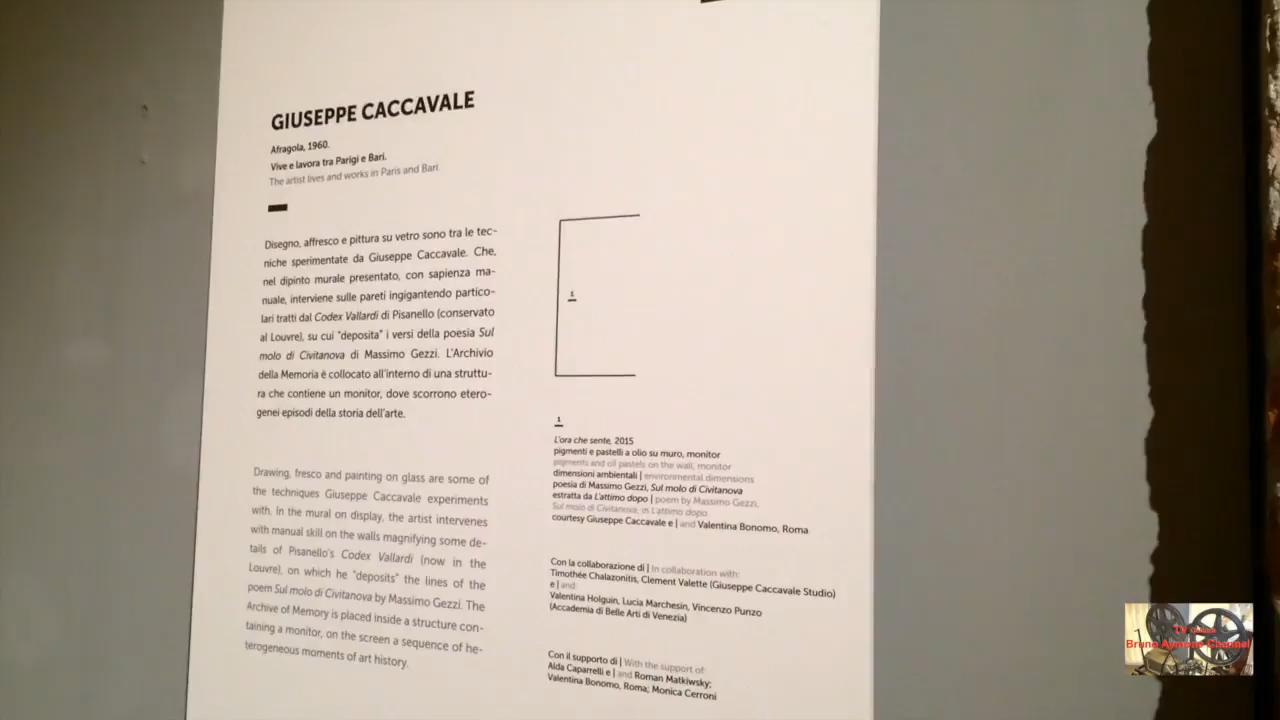 GIUSEPPE CACCAVALE
Afragola, 1960.
Vive e lavora tra Parigi e Bari.
The artist lives and works in Paris and Bari.
Disegno, affresco e pittura su vetro sono tra le tec-
niche sperimentate da Giuseppe Caccavale. Che,
nel dipinto murale presentato, con sapienza ma-
nuale, interviene sulle pareti ingigantendo partico-
lari tratti dal Codex Vallardi di Pisanello (conservato
al Louvre), su cui "deposita" i versi della poesia Sul
molo di Civitanova di Massimo Gezzi. L'Archivio
della Memoria è collocato all'interno di una struttu-
ra che contiene un monitor, dove scorrono etero-
genei episodi della storia dell'arte.
Drawing, fresco and painting on glass are some of
the techniques Giuseppe Caccavale experiments
with. In the mural on display, the artist intervenes
with manual skill on the walls magnifying some de-
tails of Pisanello's Codex Vallardi (now in the
Louvre), on which he "deposits" the lines of the
poem Sul molo di Civitanova by Massimo Gezzi. The
Archive of Memory is placed inside a structure con-
taining a monitor, on the screen a sequence of he-
terogeneous moments of art history.
1
1
L'ora che sente, 2015
pigmenti e pastelli a olio su muro, monitor
pigments and oil pastels on the wall, monitor
dimensioni ambientali | environmental dimensions
poesia di Massimo Gezzi, Sul molo di Civitanova
estratta da L'attimo dopo | poem by Massimo Gezzi,
Sul molo di Civitanova, in L'attimo dopo
courtesy Giuseppe Caccavale e | and Valentina Bonomo, Roma
Con la collaborazione di | In collaboration with:
Timothée Chalazonitis, Clement Valette (Giuseppe Caccavale Studio)
e | and
Valentina Holguin, Lucia Marchesin, Vincenzo Punzo
(Accademia di Belle Arti di Venezia)
Con il supporto di | With the support of:
Alda Caparrelli e | and Roman Matkiwsky;
Valentina Bonomo, Roma; Monica Cerroni
TV
Bruno Aymone Channel